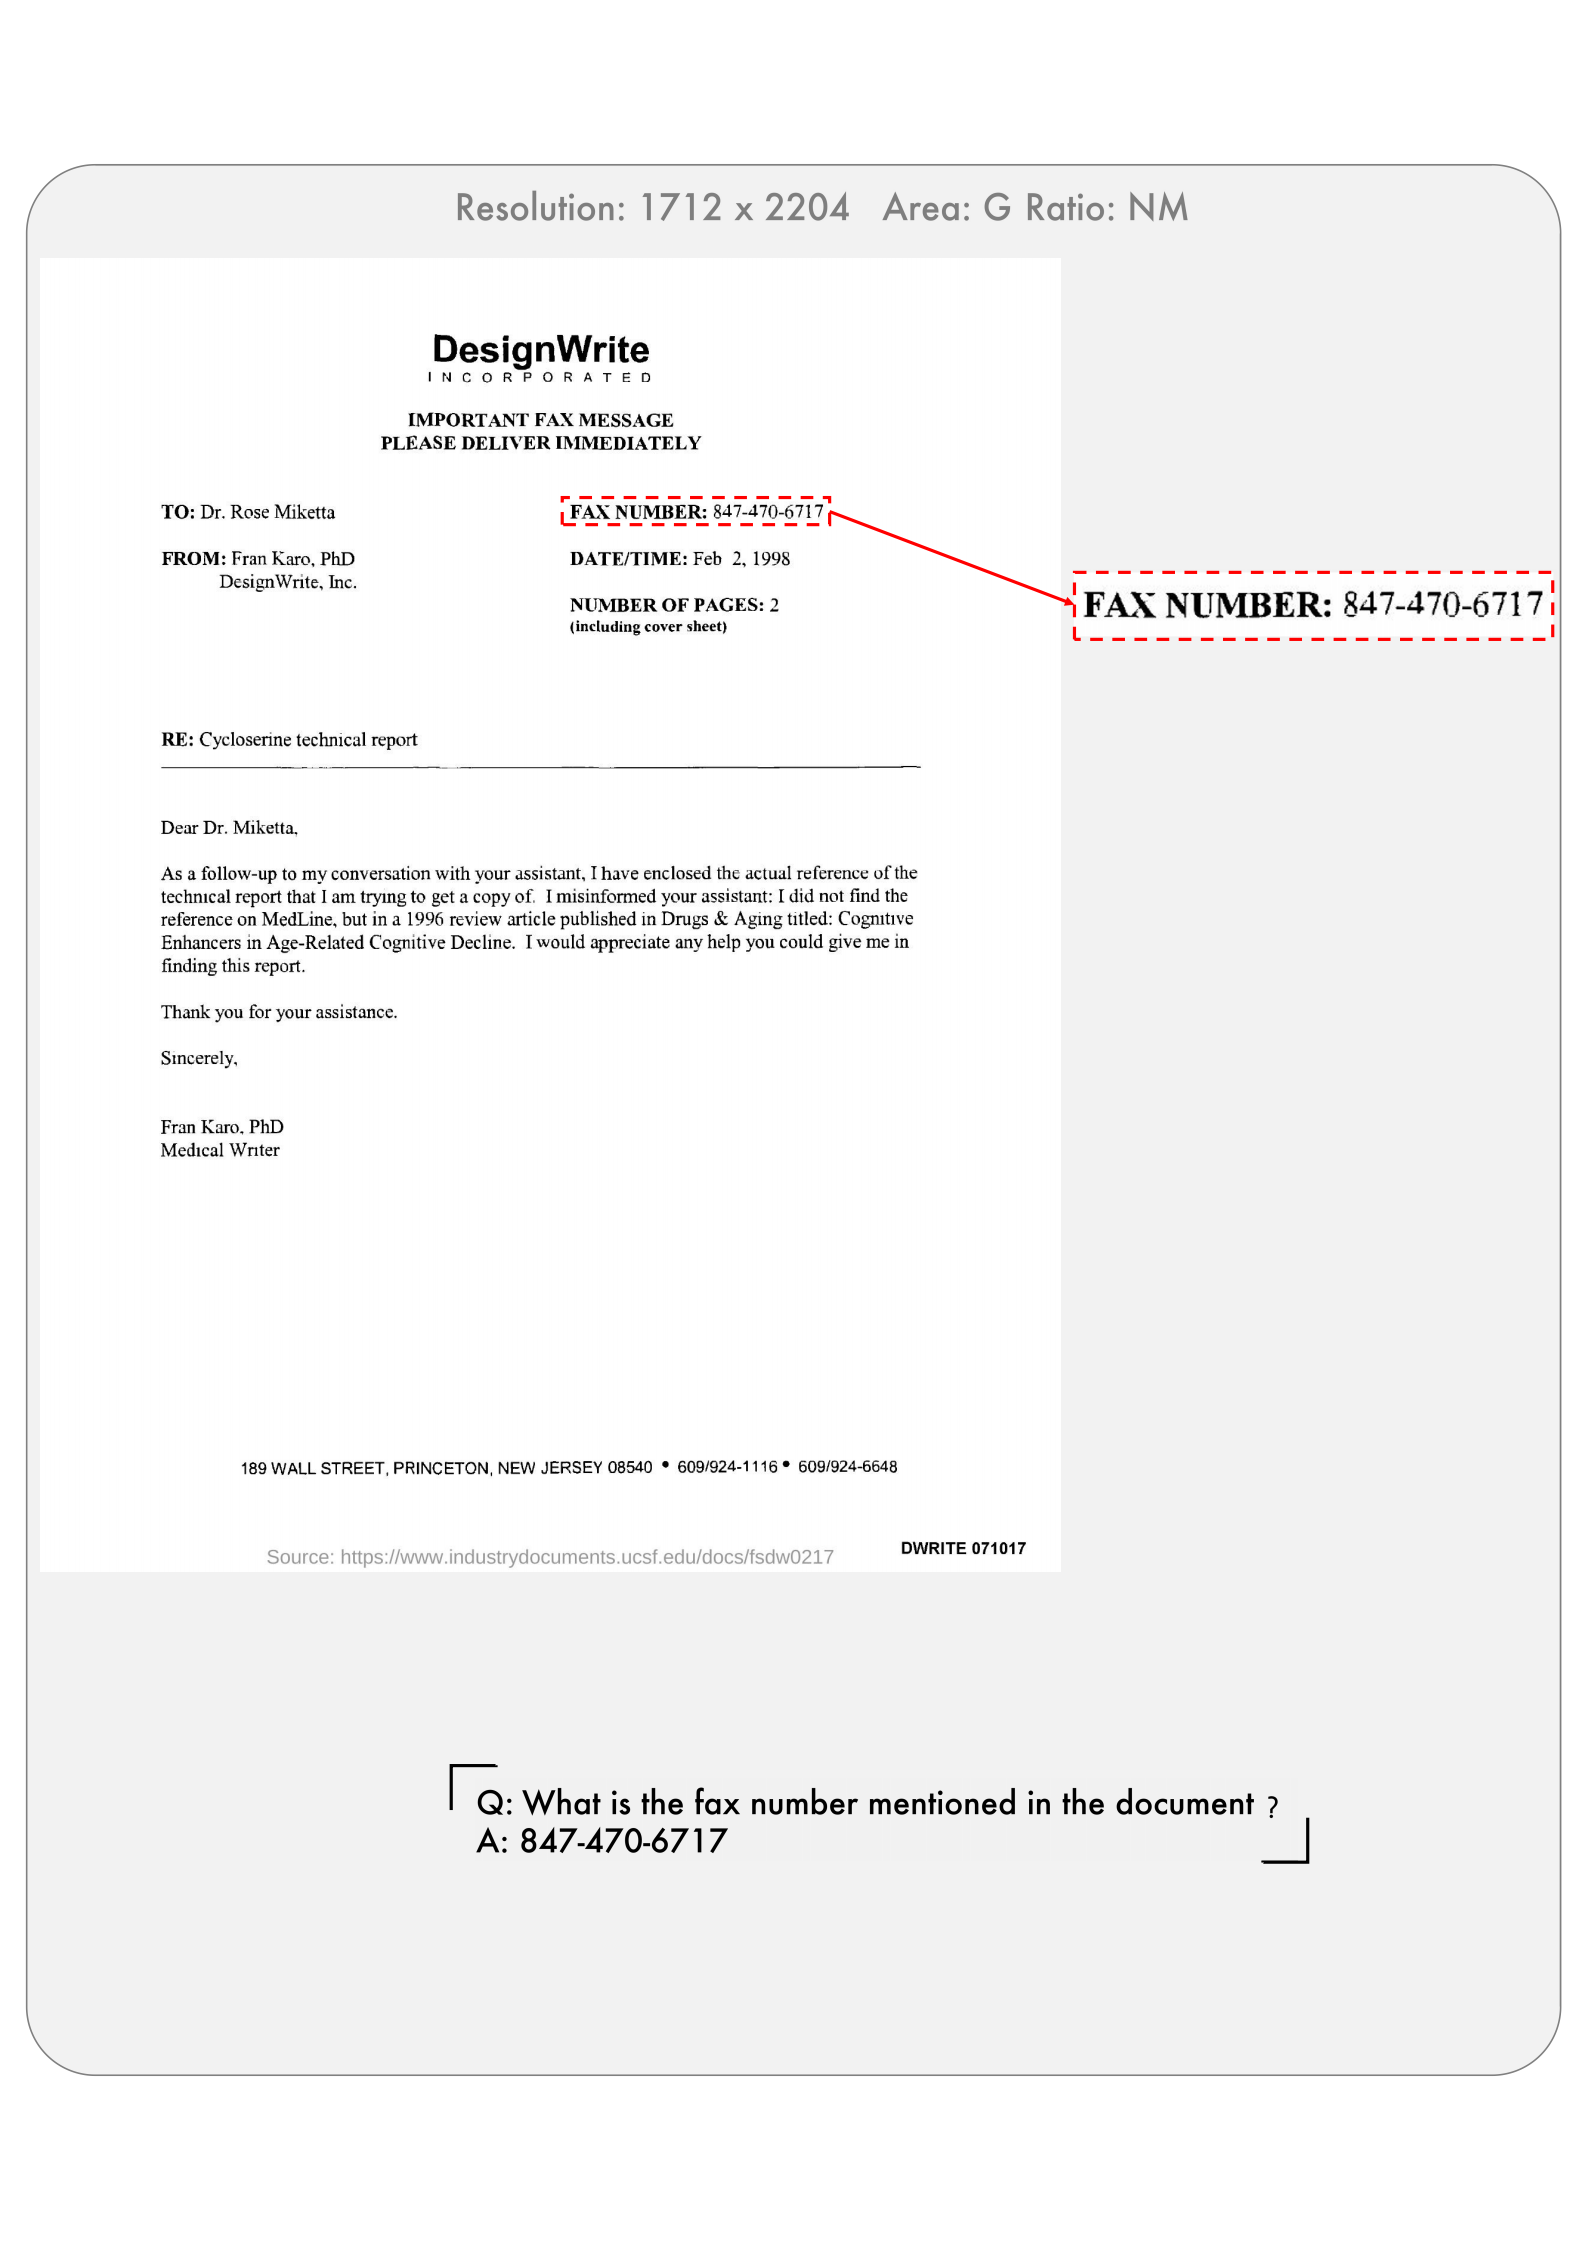 Resolution: 1712 x 2204 Area: G Ratio: NM
DesignWrite
INCORPORATED
IMPORTANT FAX MESSAGE
PLEASE DELIVER IMMEDIATELY
TO: Dr. Rose Miketta
FAX NUMBER: 847-470-6717
FROM: Fran Karo, PhD
DesignWrite, Inc.
DATE/TIME: Feb 2, 1998
NUMBER OF PAGES: 2
(including cover sheet)
FAX NUMBER: 847-470-6717
RE: Cycloserine technical report
Dear Dr. Miketta,
As a follow-up to my conversation with your assistant, I have enclosed the actual reference of the
technical report that I am trying to get a copy of. I misinformed your assistant: I did not find the
reference on MedLine, but in a 1996 review article published in Drugs & Aging titled: Cognitive
Enhancers in Age-Related Cognitive Decline. I would appreciate any help you could give me in
finding this report.
Thank you for your assistance.
Sincerely,
Fran Karo, PhD
Medical Writer
189 WALL STREET, PRINCETON, NEW JERSEY 08540 • 609/924-1116 • 609/924-6648
DWRITE 071017
Source: https://www.industrydocuments.ucsf.edu/docs/fsdw0217
Q: What is the fax number mentioned in the document ?
A: 847-470-6717